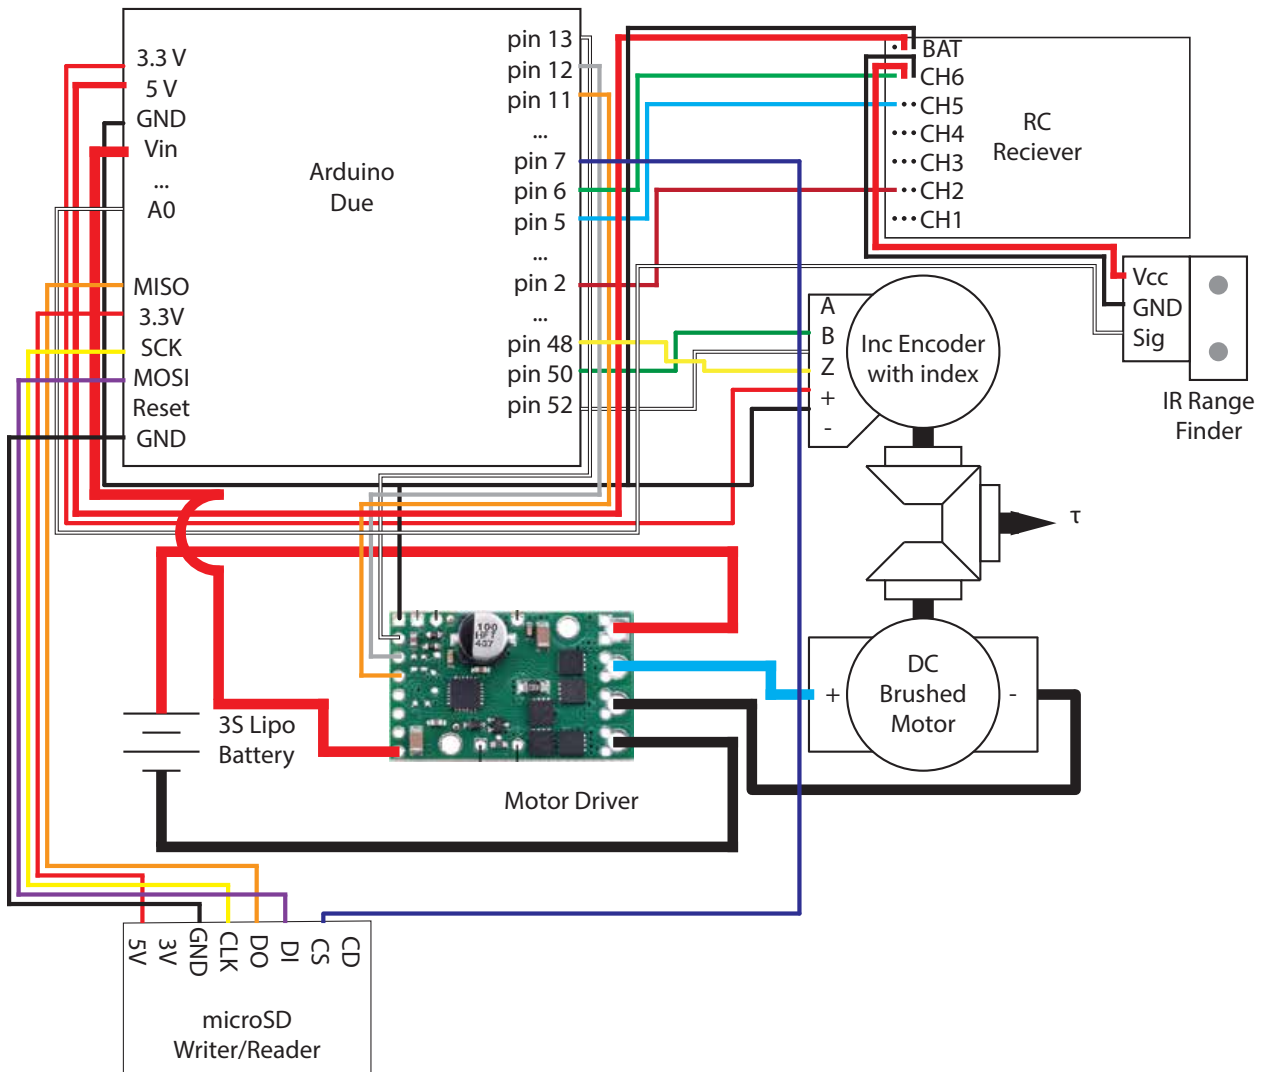 3.3 V
5 V
GND
Vin
...
A0
MISO
3.3V
SCK
MOSI
Reset
GND
Arduino
Due
pin 13
pin 12
pin 11
...
pin 7
pin 6
pin 5
...
pin 2
...
pin 48
pin 50
pin 52
BAT
CH6
CH5
CH4
CH3
CH2
CH1
RC
Reciever
Vcc
GND
Sig
IR Range
Finder
A
B
Z
+
-
Inc Encoder
with index
τ
100
HFT
437
+
DC
Brushed
Motor
-
3S Lipo
Battery
Motor Driver
5V
3V
GND
CLK
DO
DI
CS
CD
microSD
Writer/Reader